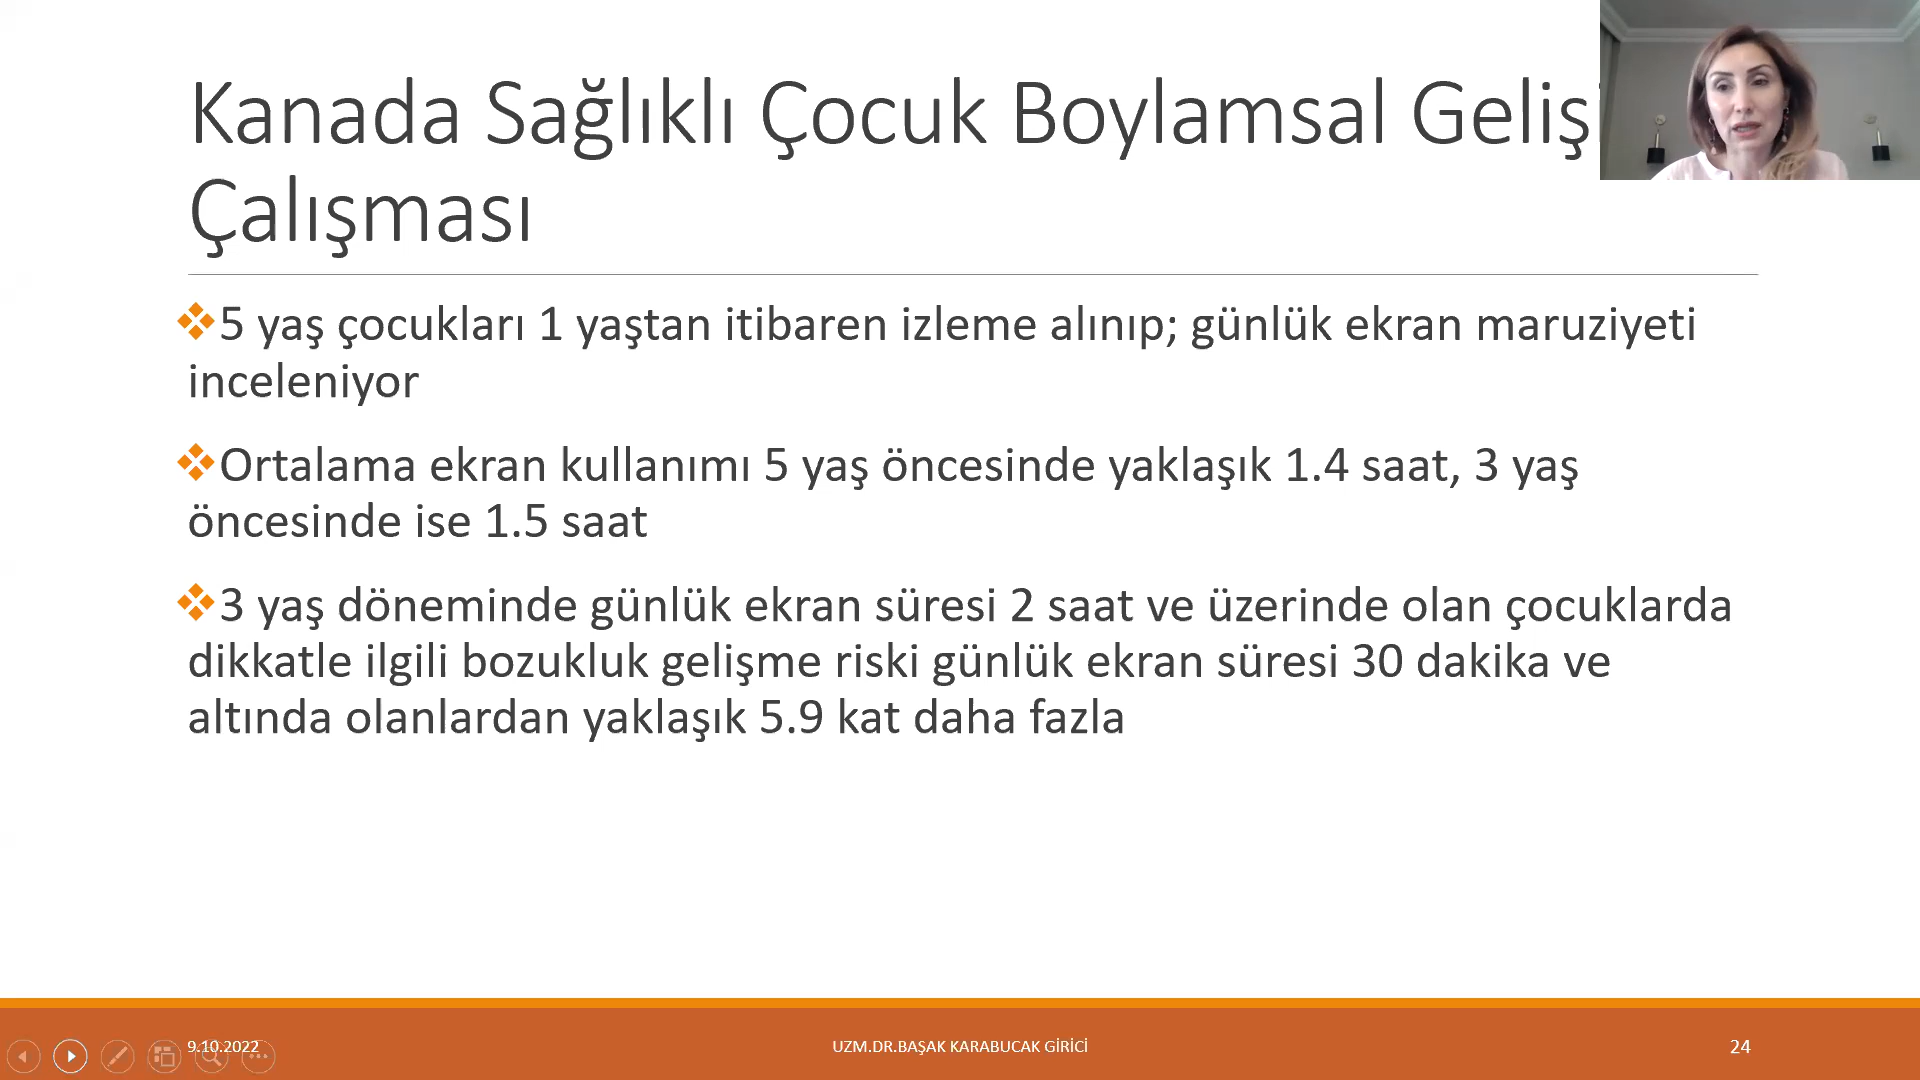 Kanada Sağlıklı Çocuk Boylamsal Geliş
Çalışması
❖5 yaş çocukları 1 yaştan itibaren izleme alınıp; günlük ekran maruziyeti
inceleniyor
❖Ortalama ekran kullanımı 5 yaş öncesinde yaklaşık 1.4 saat, 3 yaş
öncesinde ise 1.5 saat
❖3 yaş döneminde günlük ekran süresi 2 saat ve üzerinde olan çocuklarda
dikkatle ilgili bozukluk gelişme riski günlük ekran süresi 30 dakika ve
altında olanlardan yaklaşık 5.9 kat daha fazla
9.10.2022
UZM.DR.BAŞAK KARABUCAK GİRİCİ
24